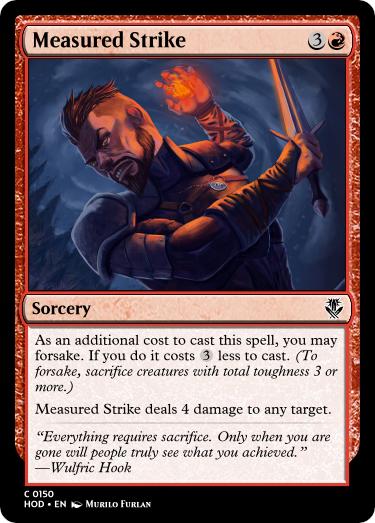 Measured Strike 3
Sorcery
As an additional cost to cast this spell, you may
forsake. If you do it costs 3 less to cast. (To
forsake, sacrifice creatures with total toughness 3 or
more.)
Measured Strike deals 4 damage to any target.
“Everything requires sacrifice. Only when you are
gone will people truly see what you achieved.”
—Wulfric Hook
C 0150
HOD • EN Murilo Furlan